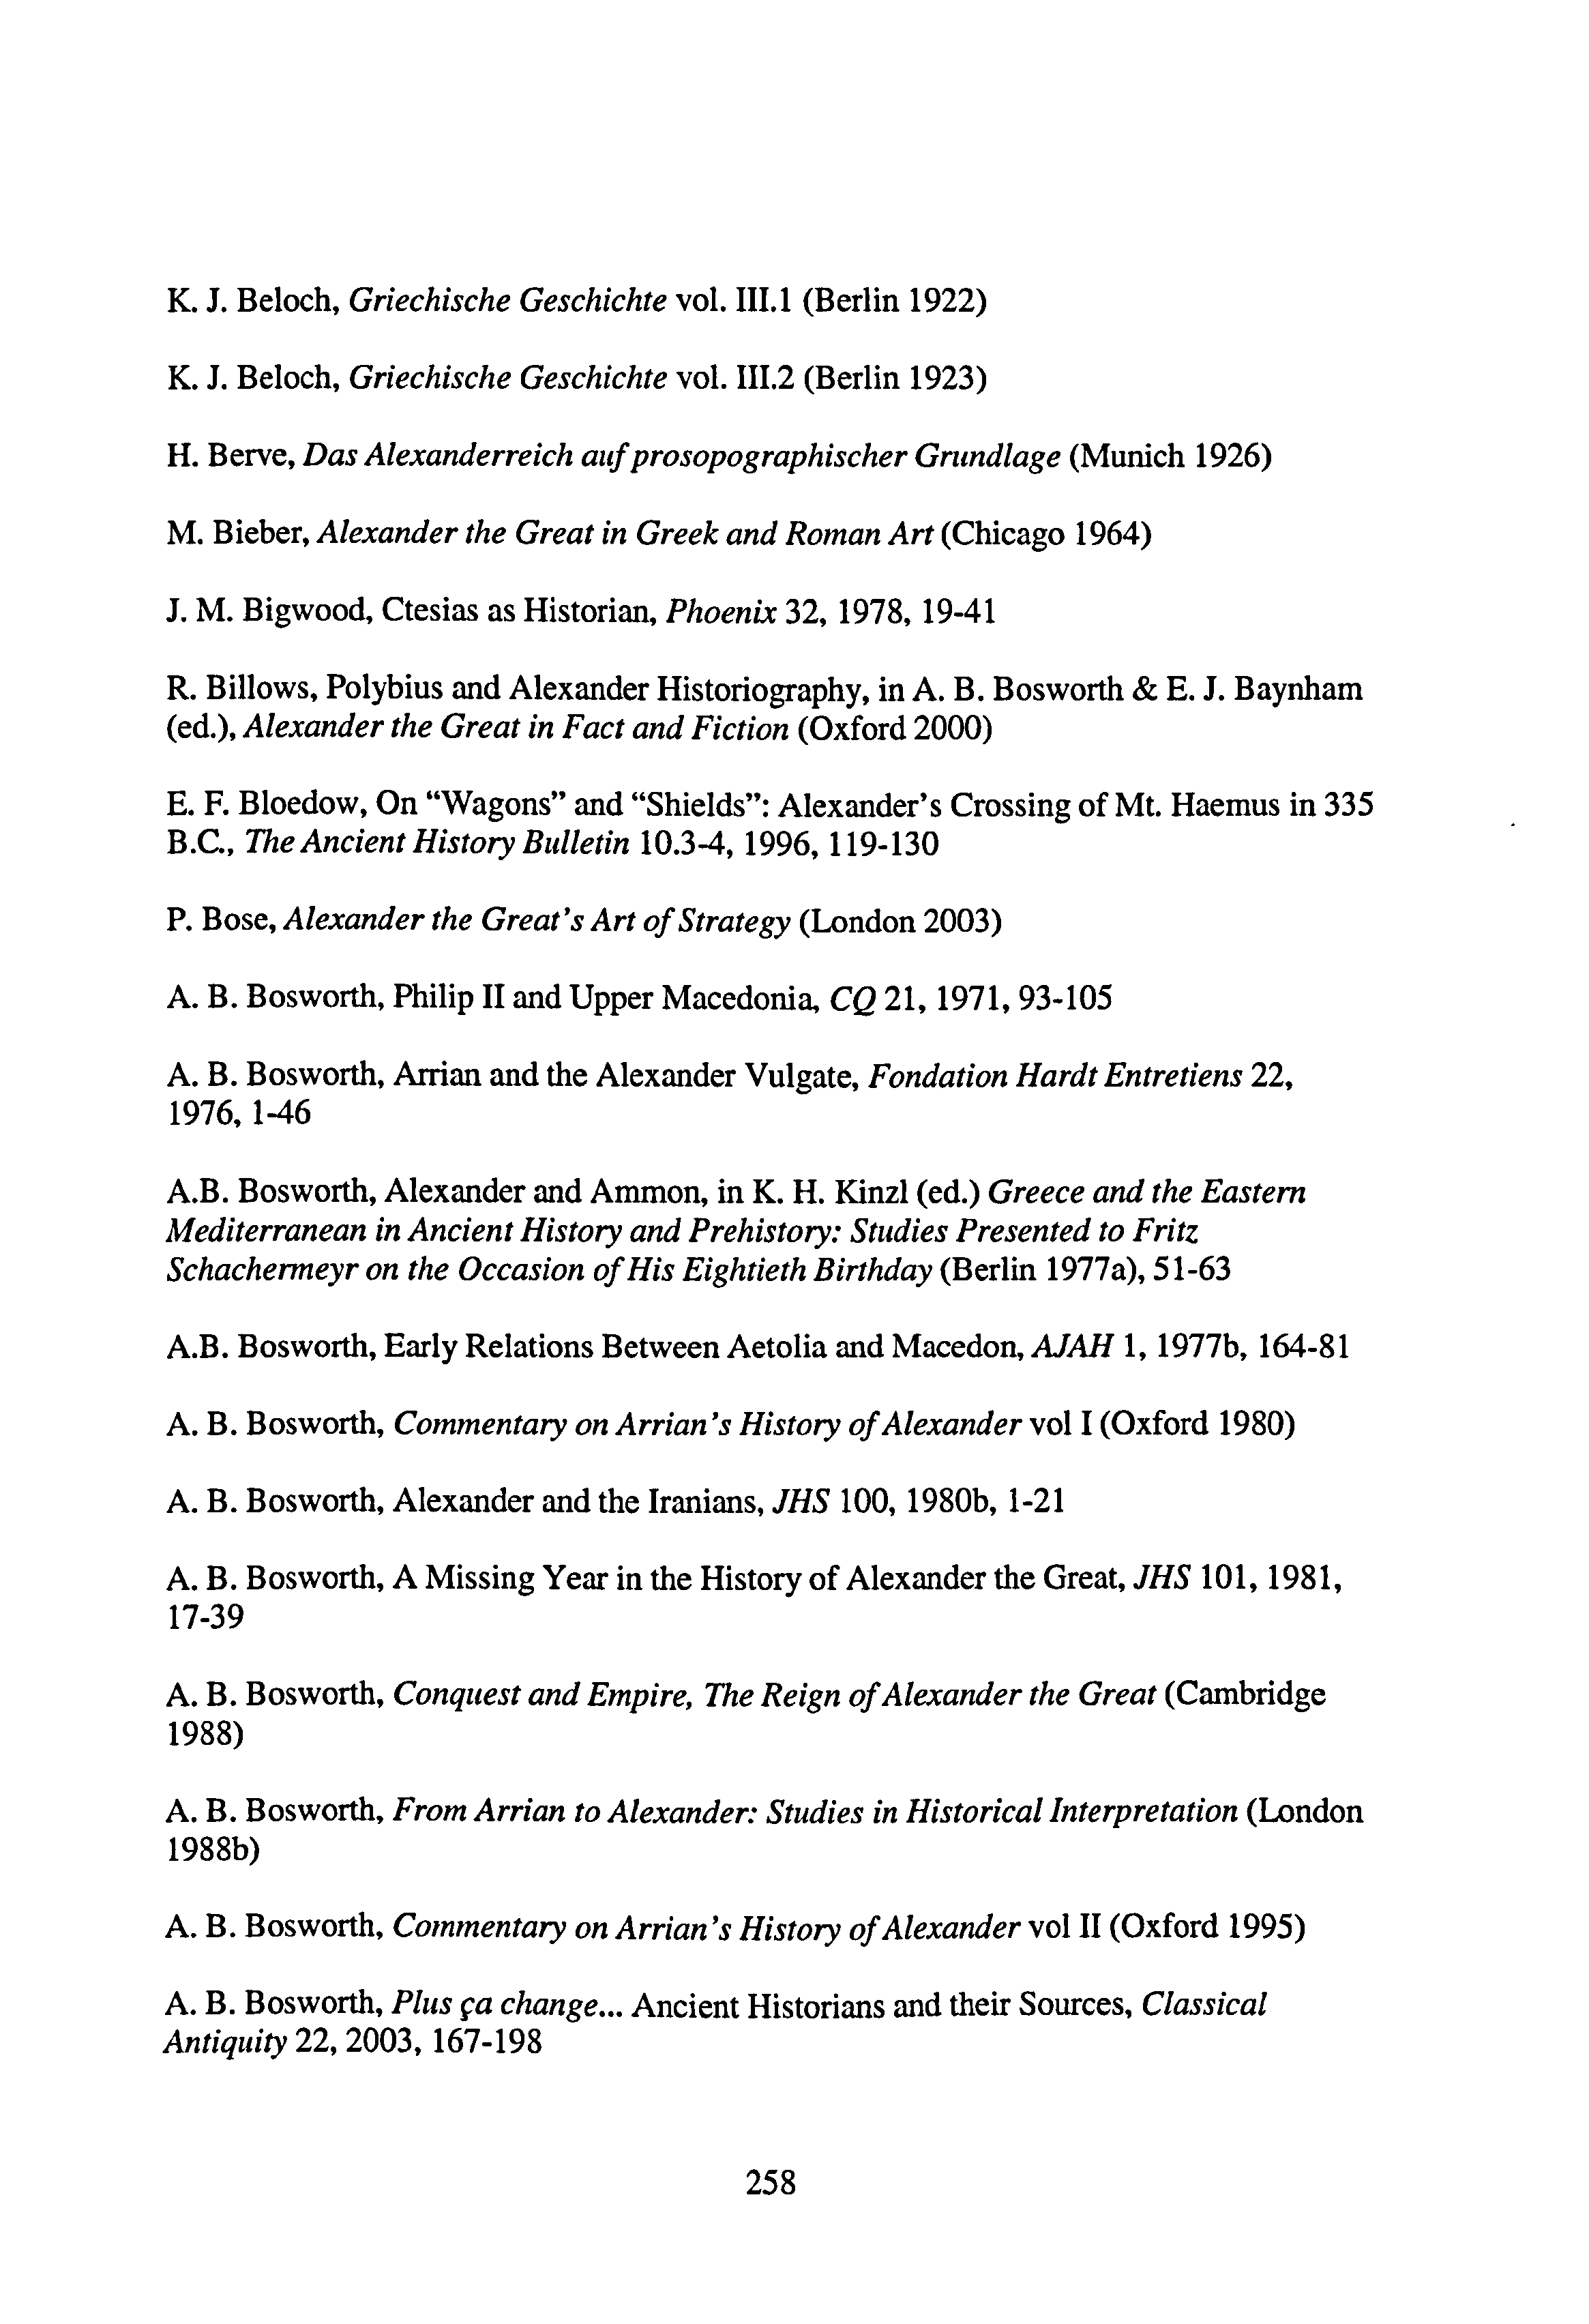 K. J. Beloch, Griechische Geschichte vol. III.1 (Berlin 1922)
K. J. Beloch, Griechische Geschichte vol. III.2 (Berlin 1923)
H. Berve, Das Alexanderreich auf prosopographischer Grundlage (Munich 1926)
M. Bieber, Alexander the Great in Greek and Roman Art (Chicago 1964)
J. M. Bigwood, Ctesias as Historian, Phoenix 32, 1978, 19-41
R. Billows, Polybius and Alexander Historiography, in A. B. Bosworth & E. J. Baynham
(ed.), Alexander the Great in Fact and Fiction (Oxford 2000)
E. F. Bloedow, On “Wagons” and “Shields”: Alexander’s Crossing of Mt. Haemus in 335
B.C., The Ancient History Bulletin 10.3-4, 1996, 119-130
P. Bose, Alexander the Great’s Art of Strategy (London 2003)
A. B. Bosworth, Philip II and Upper Macedonia, CQ 21, 1971, 93-105
A. B. Bosworth, Arrian and the Alexander Vulgate, Fondation Hardt Entretiens 22,
1976, 1-46
A.B. Bosworth, Alexander and Ammon, in K. H. Kinzl (ed.) Greece and the Eastern
Mediterranean in Ancient History and Prehistory: Studies Presented to Fritz
Schachermeyr on the Occasion of His Eightieth Birthday (Berlin 1977a), 51-63
A.B. Bosworth, Early Relations Between Aetolia and Macedon, AJAH 1, 1977b, 164-81
A. B. Bosworth, Commentary on Arrian’s History of Alexander vol I (Oxford 1980)
A. B. Bosworth, Alexander and the Iranians, JHS 100, 1980b, 1-21
A. B. Bosworth, A Missing Year in the History of Alexander the Great, JHS 101, 1981,
17-39
A. B. Bosworth, Conquest and Empire, The Reign of Alexander the Great (Cambridge
1988)
A. B. Bosworth, From Arrian to Alexander: Studies in Historical Interpretation (London
1988b)
A. B. Bosworth, Commentary on Arrian’s History of Alexander vol II (Oxford 1995)
A. B. Bosworth, Plus ça change... Ancient Historians and their Sources, Classical
Antiquity 22, 2003, 167-198
258